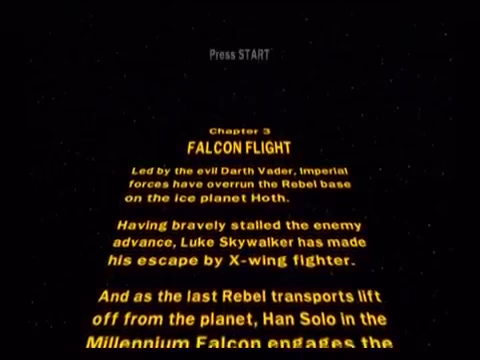 Press START
Chapter 3
FALCON FLIGHT
Led by the evil Darth Vader, Imperial
forces have overrun the Rebel base
on the ice planet Hoth.
Having bravely stalled the enemy
advance, Luke Skywalker has made
his escape by X-wing fighter.
And as the last Rebel transports lift
off from the planet, Han Solo in the
Millennium Falcon engages the